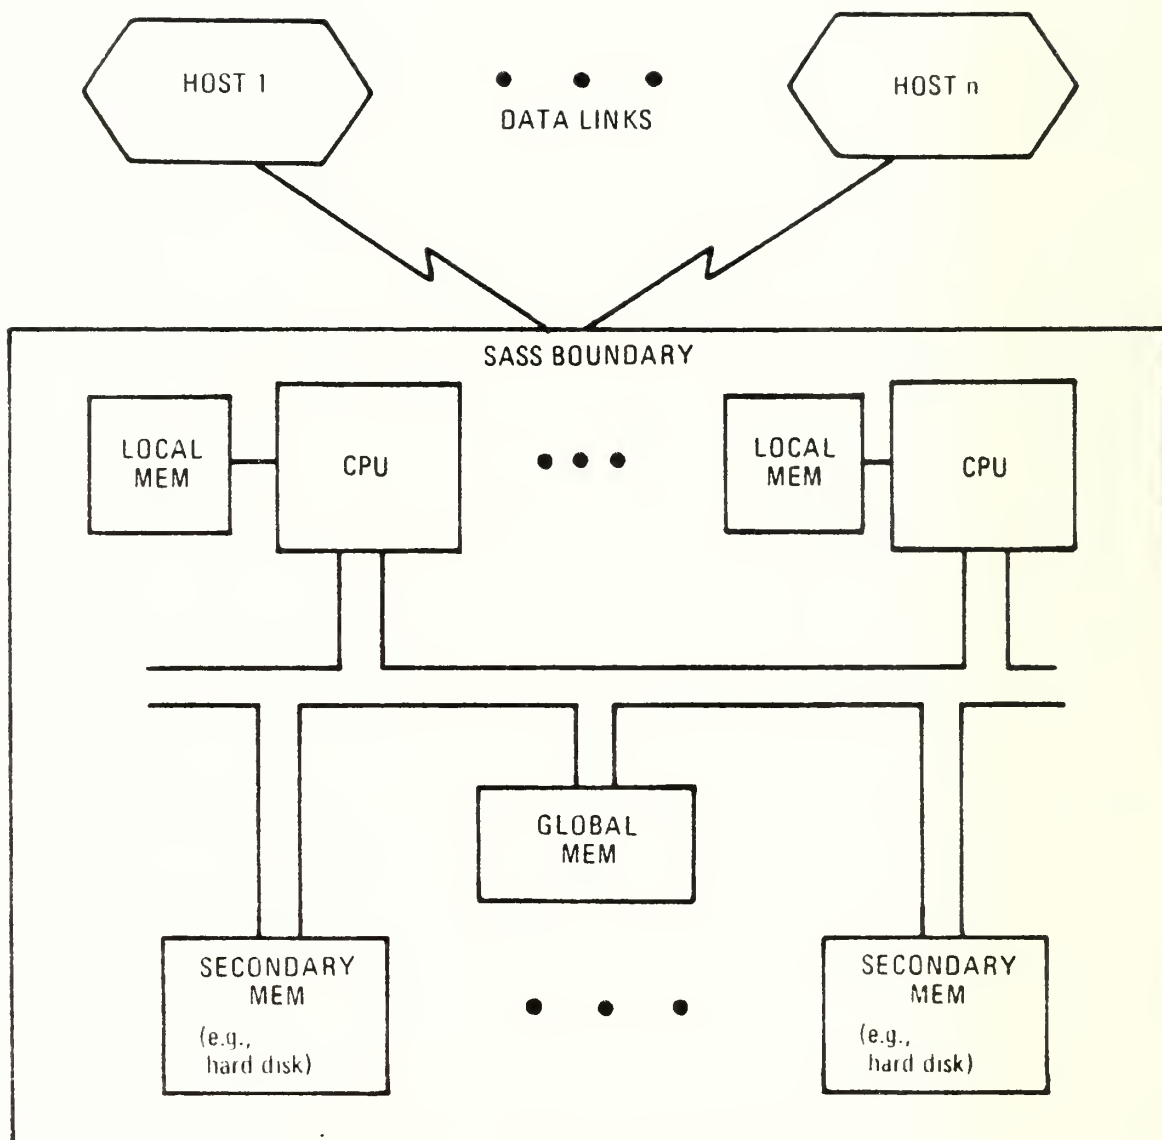 HOST 1
HOST n
DATA LINKS
SASS BOUNDARY
LOCAL
MEM
CPU
LOCAL
MEM
CPU
GLOBAL
MEM
SECONDARY
MEM
(e.g.,
hard disk)
SECONDARY
MEM
(e.g.,
hard disk)